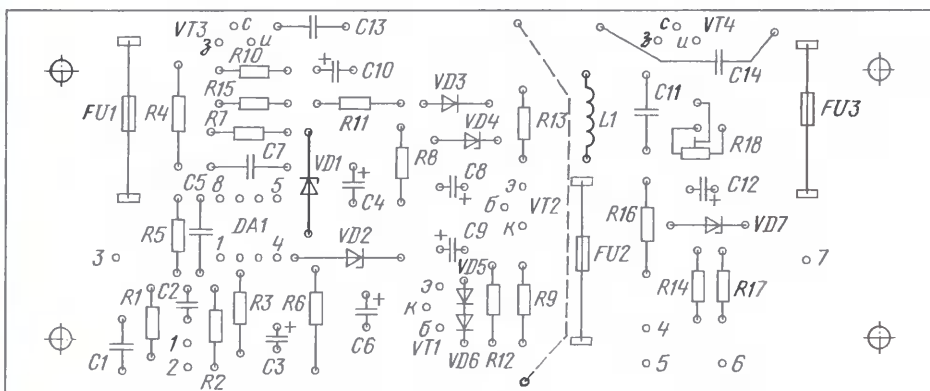 VT3 с C13 с VT4
з и з и
R10 C10 C14
R15 VD3 C11
FU1 R4 R11 R13 L1 FU3
R7 VD4 R18
C7 VD1 R8
C5 8 5 C4 C8 э C12
б VT2
R5 DA1 C9 к R16 VD7
3 1 4 VD2 FU2 7
VD5
R1 C2 R3 R6 э R9 R14 R17
к
C1 1 C3 C6 б 4
2 R2 VT1 VD6 R12 5 6